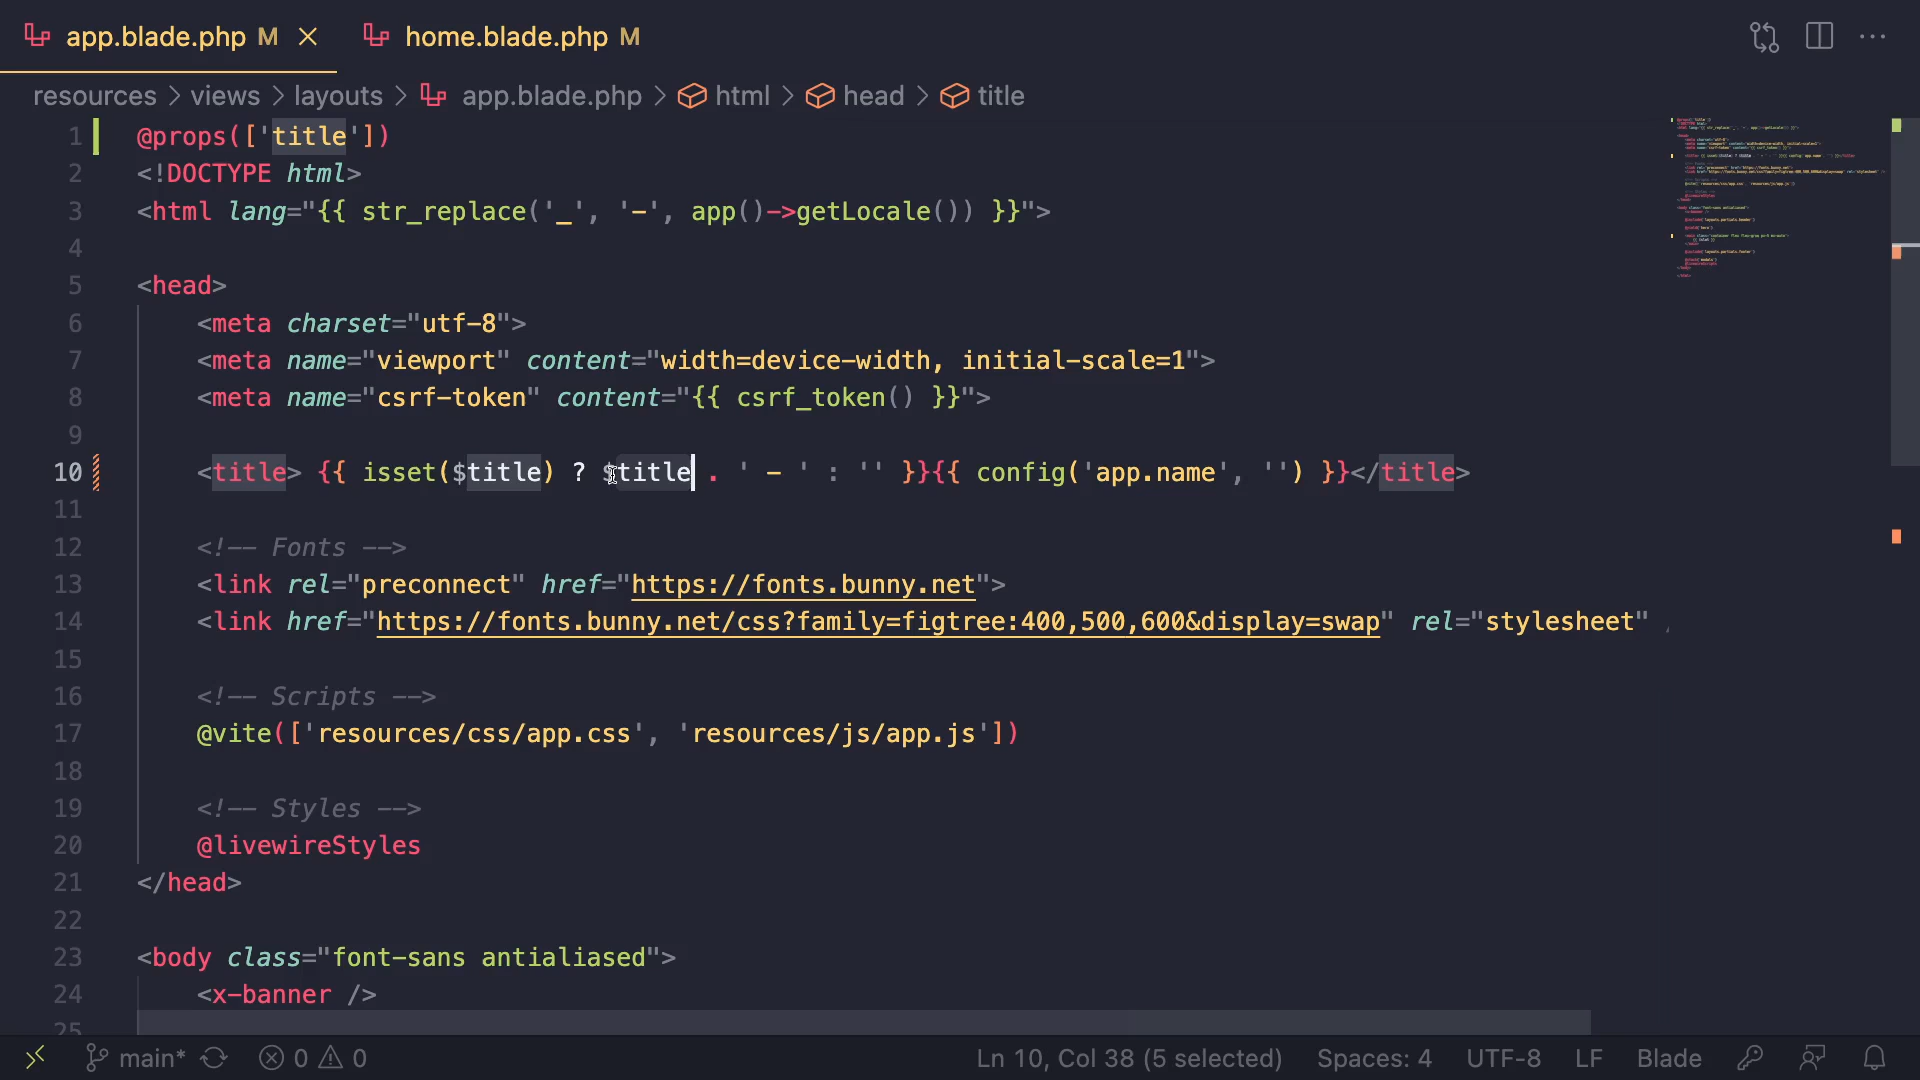 app.blade.php M
home.blade.php M
resources > views > layouts > app.blade.php > html > head > title
1 @props(['title'])
2 <!DOCTYPE html>
3 <html lang="{{ str_replace('_', '-', app()->getLocale()) }}">
4
5 <head>
6 <meta charset="utf-8">
7 <meta name="viewport" content="width=device-width, initial-scale=1">
8 <meta name="csrf-token" content="{{ csrf_token() }}">
9
10 <title> {{ isset($title) ? $title . ' - ' : '' }}{{ config('app.name', '') }}</title>
11
12 <!-- Fonts -->
13 <link rel="preconnect" href="https://fonts.bunny.net">
14 <link href="https://fonts.bunny.net/css?family=figtree:400,500,600&display=swap" rel="stylesheet"
15
16 <!-- Scripts -->
17 @vite(['resources/css/app.css', 'resources/js/app.js'])
18
19 <!-- Styles -->
20 @livewireStyles
21 </head>
22
23 <body class="font-sans antialiased">
24 <x-banner />
25
main* 0 0 Ln 10, Col 38 (5 selected) Spaces: 4 UTF-8 LF Blade